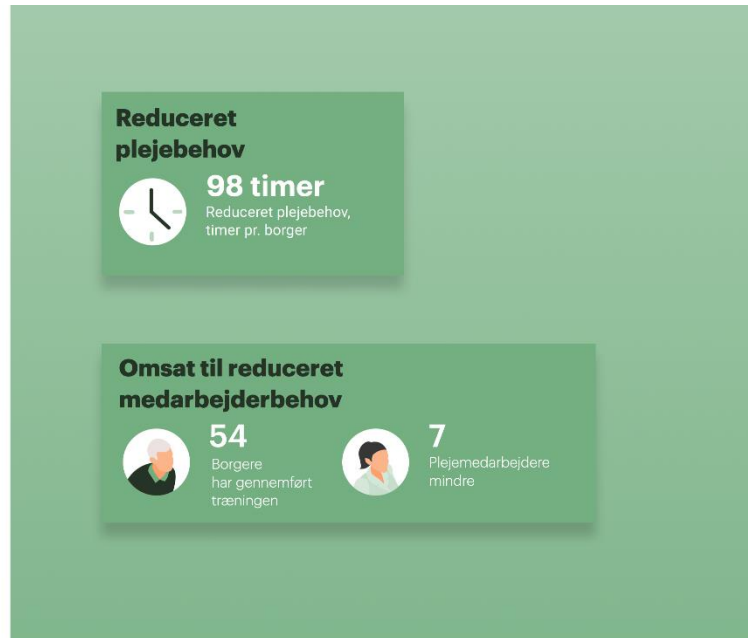 Reduceret
plejebehov
98 timer
Reduceret plejebehov,
timer pr. borger
Omsat til reduceret
medarbejderbehov
54
Borgere
har gennemført
træningen
7
Plejemedarbejdere
mindre